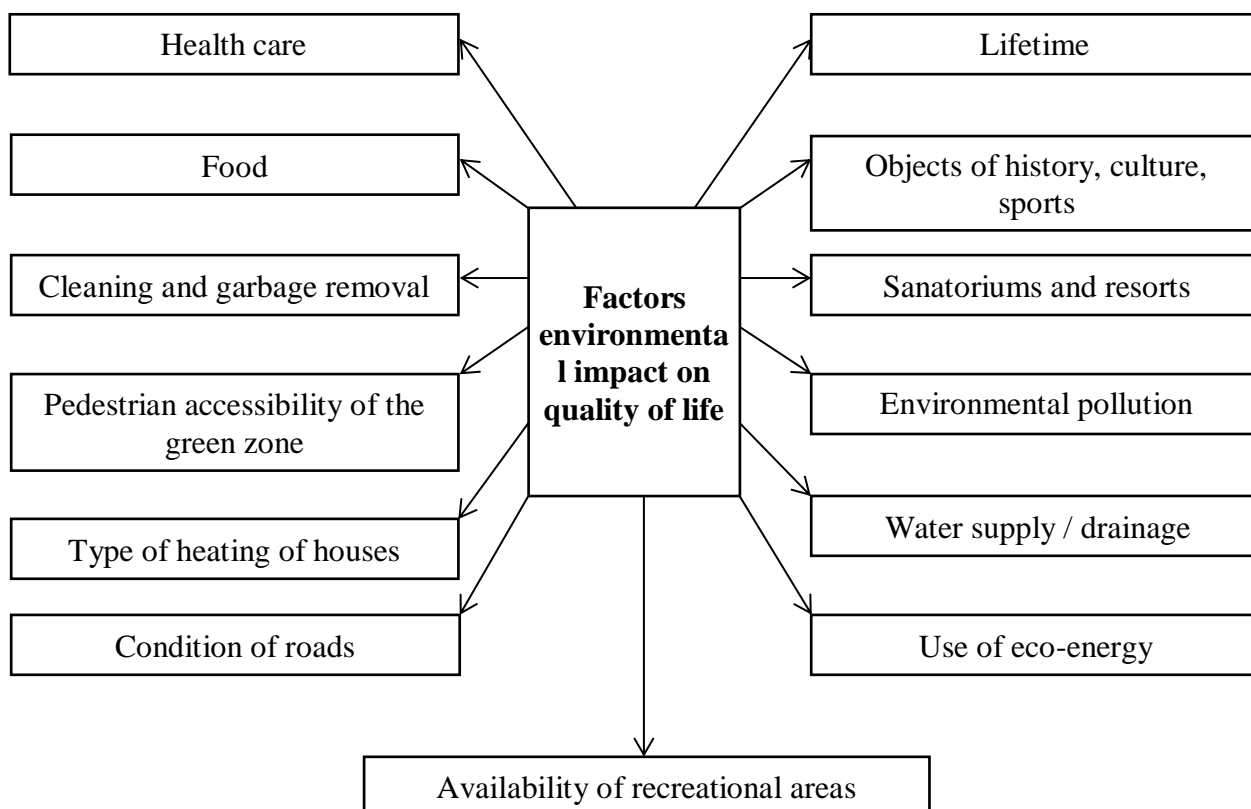 Health care
Lifetime
Food
Objects of history, culture,
sports
Cleaning and garbage removal
Sanatoriums and resorts
Factors
environmenta
l impact on
quality of life
Pedestrian accessibility of the
green zone
Environmental pollution
Type of heating of houses
Water supply / drainage
Condition of roads
Use of eco-energy
Availability of recreational areas